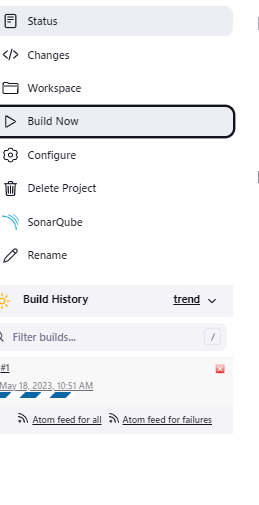 Status
Changes
Workspace
Build Now
Configure
Delete Project
SonarQube
Rename
Build History trend
Filter builds... /
#1
May 18, 2023, 10:51 AM
Atom feed for all Atom feed for failures